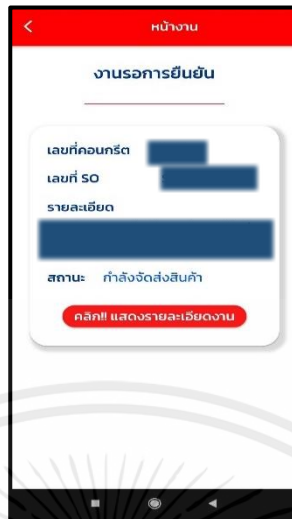 หน้างาน
งานรอการยืนยัน
เลขที่คอนกรีต
เลขที่ SO
รายละเอียด
สถานะ กำลังจัดส่งสินค้า
คลิก!! แสดงรายละเอียดงาน